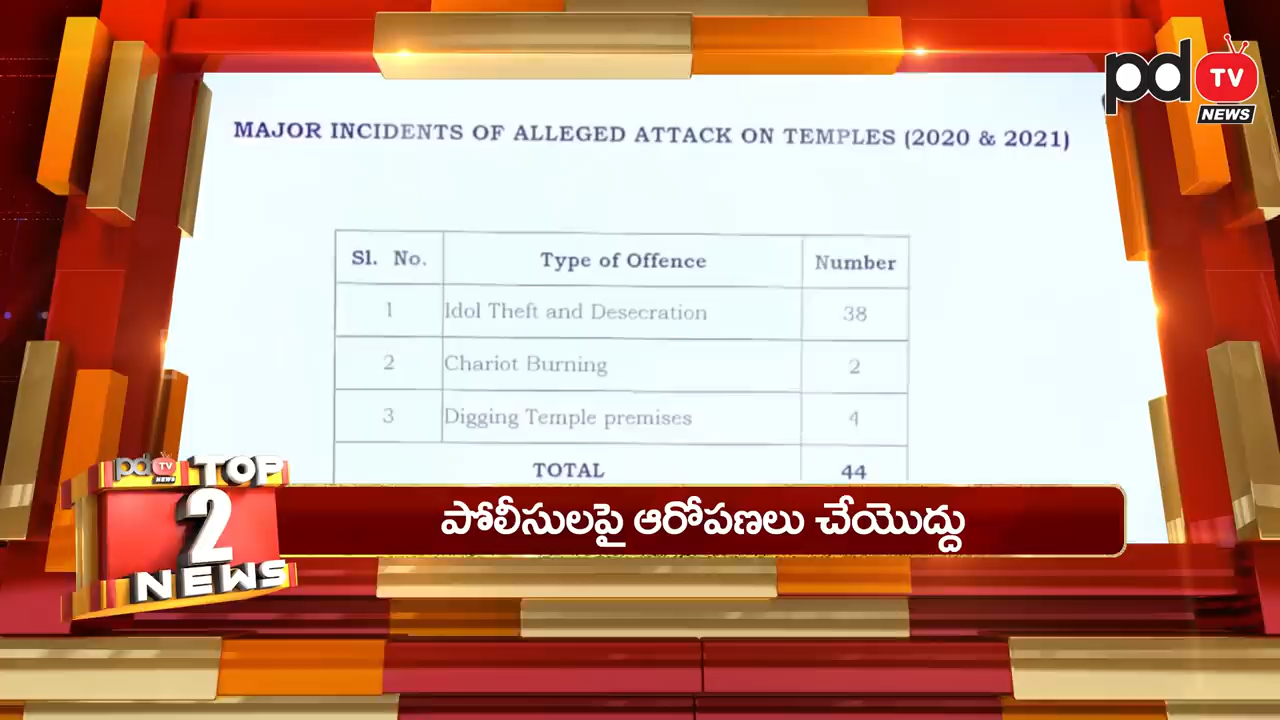 pd TV
NEWS
MAJOR INCIDENTS OF ALLEGED ATTACK ON TEMPLES (2020 & 2021)
Sl. No. Type of Offence Number
1 Idol Theft and Desecration 38
2 Chariot Burning 2
3 Digging Temple premises 4
TOTAL 44
pd TV NEWS TOP
2
NEWS
పోలీసులపై ఆరోపణలు చేయొద్దు